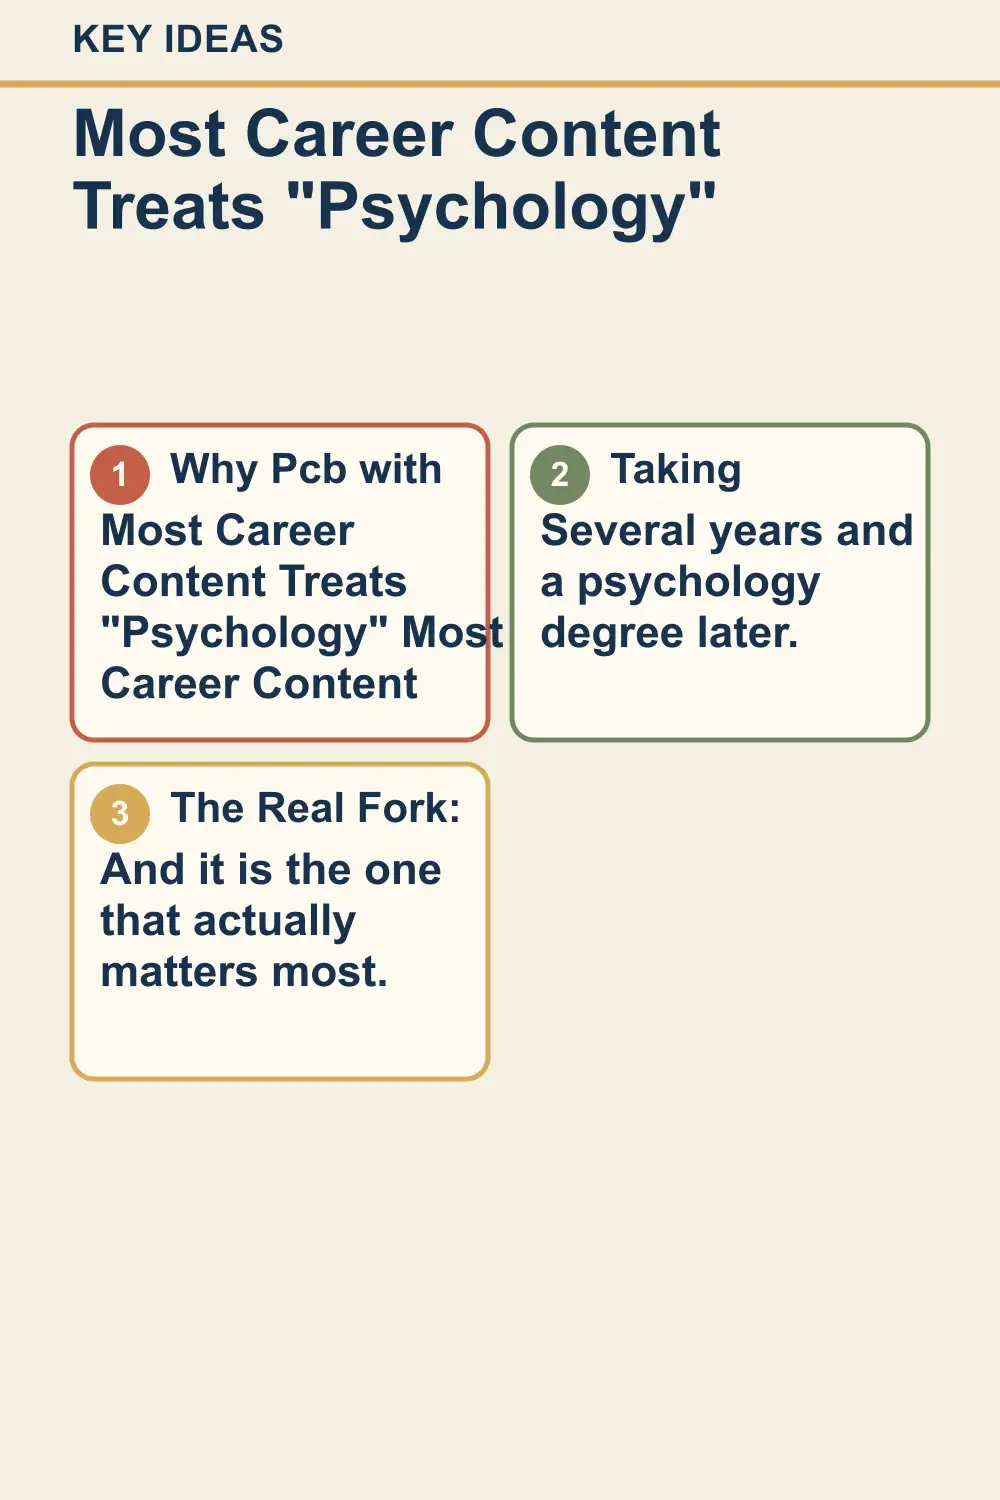 KEY IDEAS
Most Career Content
Treats "Psychology"
1 Why Pcb with
Most Career
Content Treats
"Psychology" Most
Career Content
2 Taking
Several years and
a psychology
degree later.
3 The Real Fork:
And it is the one
that actually
matters most.